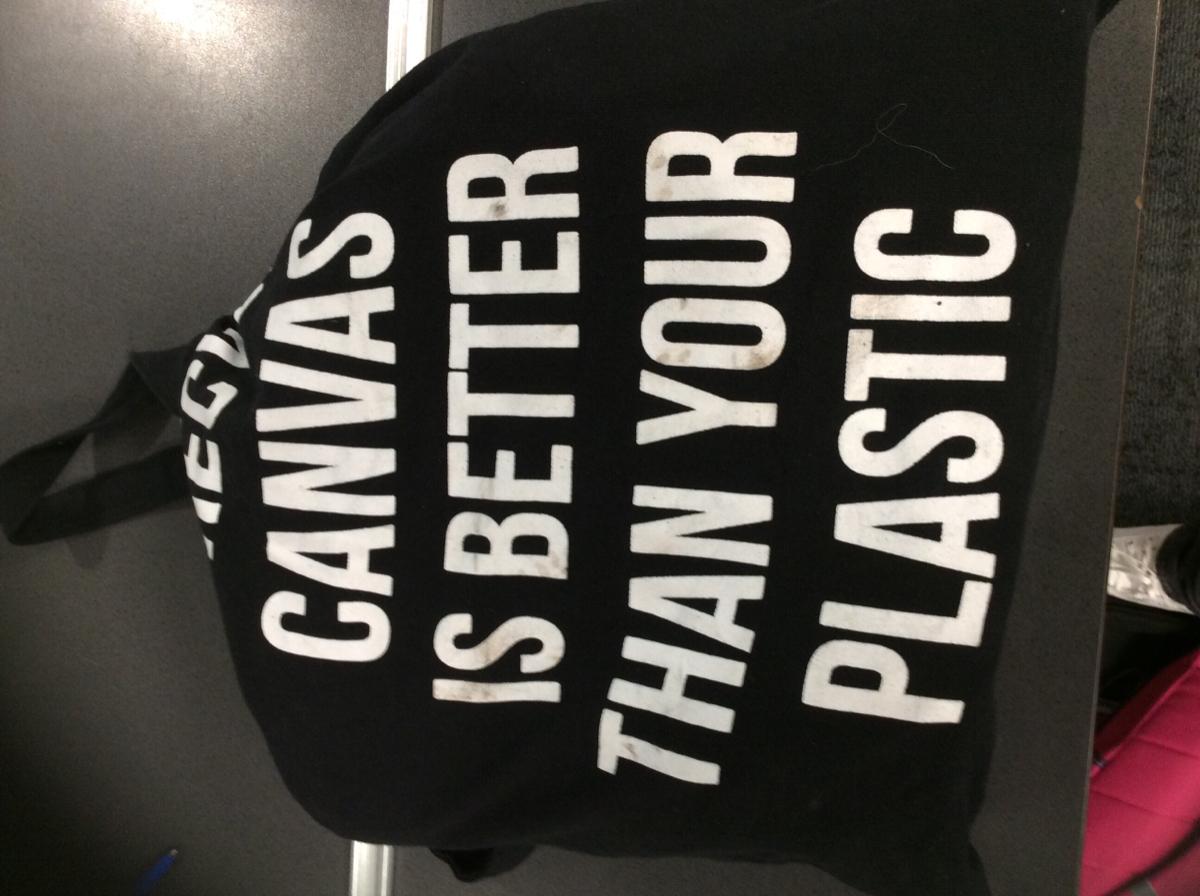 CANVAS
IS BETTER
THAN YOUR
PLASTIC